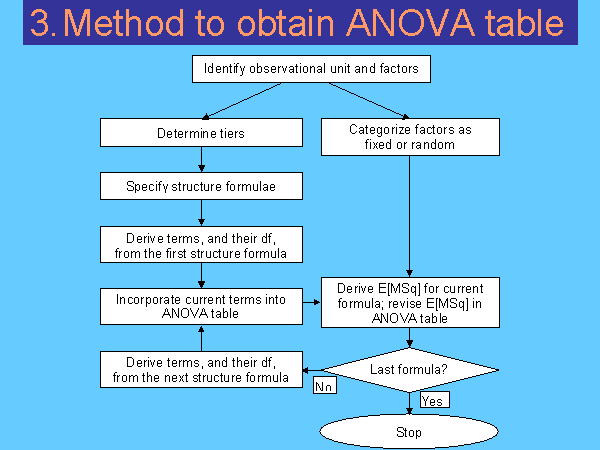 3. Method to obtain ANOVA table
Identify observational unit and factors
Determine tiers
Categorize factors as
fixed or random
Specify structure formulae
Derive terms, and their df,
from the first structure formula
Incorporate current terms into
ANOVA table
Derive E[MSq] for current
formula; revise E[MSq] in
ANOVA table
Derive terms, and their df,
from the next structure formula
Last formula?
No
Yes
Stop